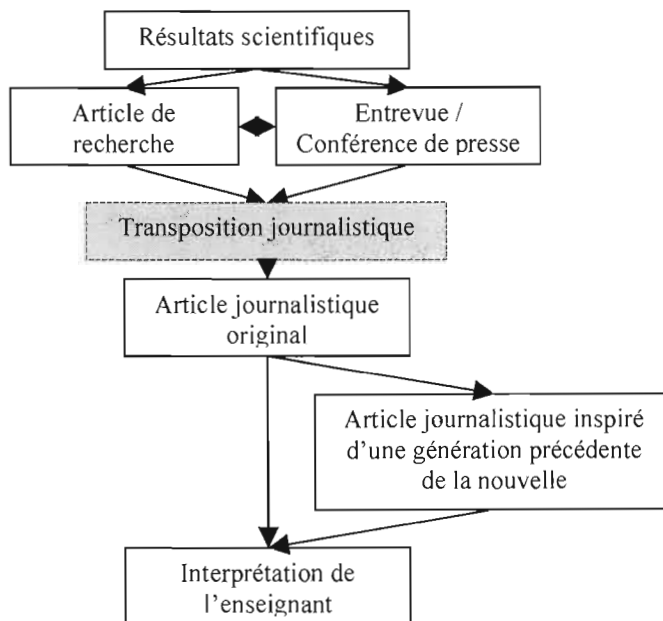 Résultats scientifiques
Article de
recherche
Entrevue /
Conférence de presse
Transposition journalistique
Article journalistique
original
Article journalistique inspiré
d'une génération précédente
de la nouvelle
Interprétation de
l'enseignant